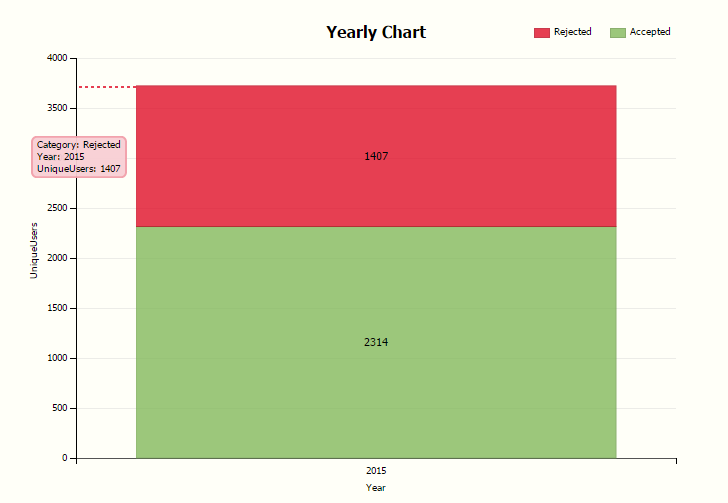 Yearly Chart
Rejected
Accepted
4000
3500
Category: Rejected
Year: 2015
UniqueUsers: 1407
1407
2500
UniqueUsers
2000
1500
2314
1000
500
0
2015
Year